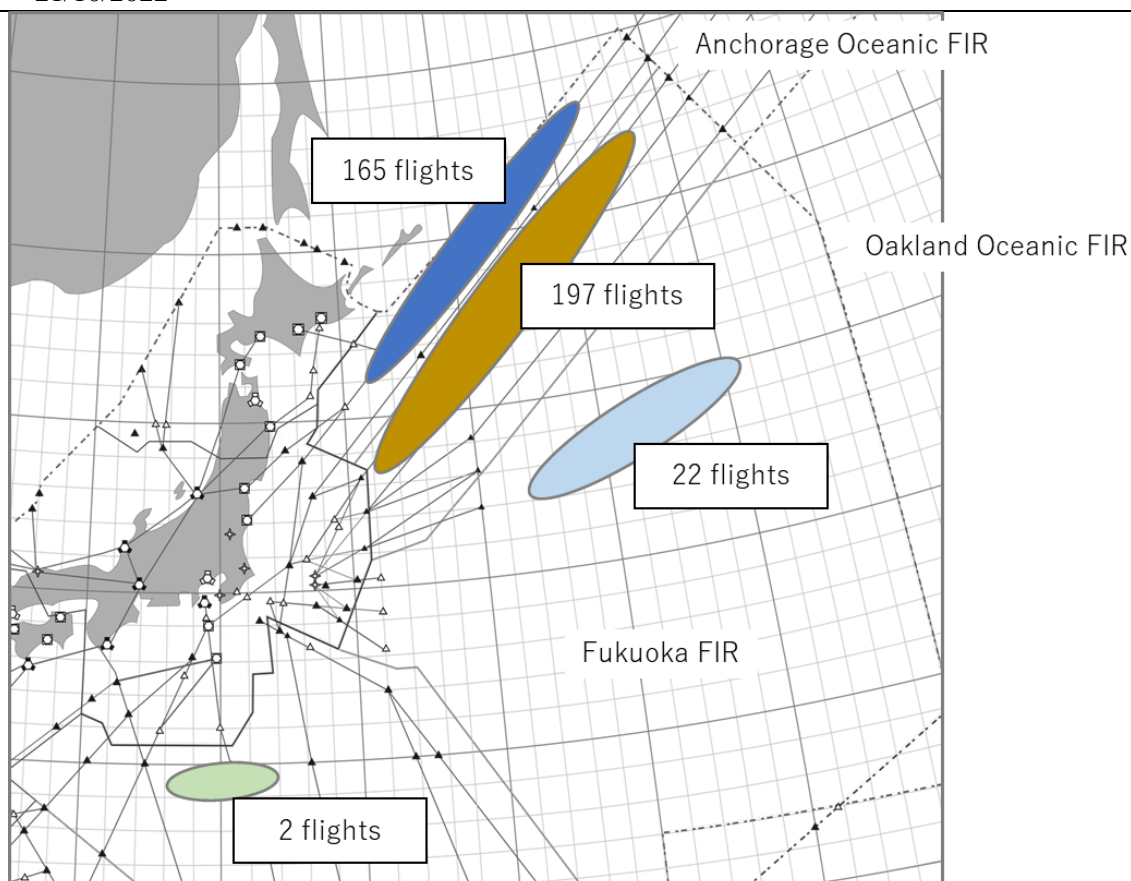 Anchorage Oceanic FIR
165 flights
Oakland Oceanic FIR
197 flights
22 flights
Fukuoka FIR
2 flights